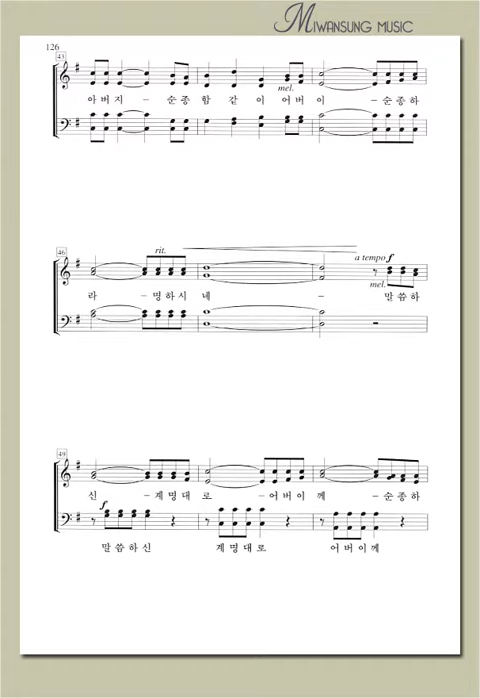 MIWANSUNG MUSIC
126
43
mel.
아버지 - 순종함 같이 어버이 - 순종하
46
rit.
a tempo f
mel.
라 - 명하시네 - 말씀하
49
신 - 계명대로 - 어버이께 - 순종하
f
말씀하신 계명대로 어버이께